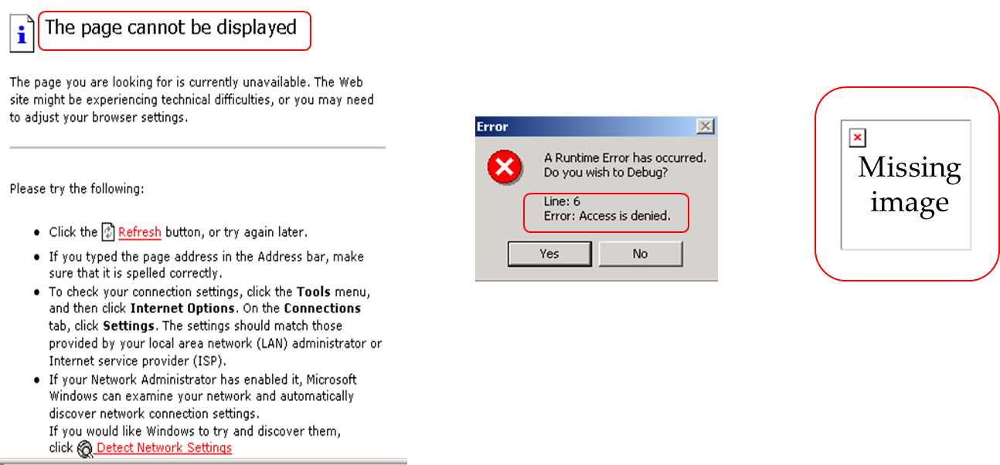 The page cannot be displayed
The page you are looking for is currently unavailable. The Web
site might be experiencing technical difficulties, or you may need
to adjust your browser settings.
Please try the following:
Click the Refresh button, or try again later.
If you typed the page address in the Address bar, make
sure that it is spelled correctly.
To check your connection settings, click the Tools menu,
and then click Internet Options. On the Connections
tab, click Settings. The settings should match those
provided by your local area network (LAN) administrator or
Internet service provider (ISP).
If your Network Administrator has enabled it, Microsoft
Windows can examine your network and automatically
discover network connection settings.
If you would like Windows to try and discover them,
click Detect Network Settings
Error
A Runtime Error has occurred.
Do you wish to Debug?
Line: 6
Error: Access is denied.
Yes No
Missing
image